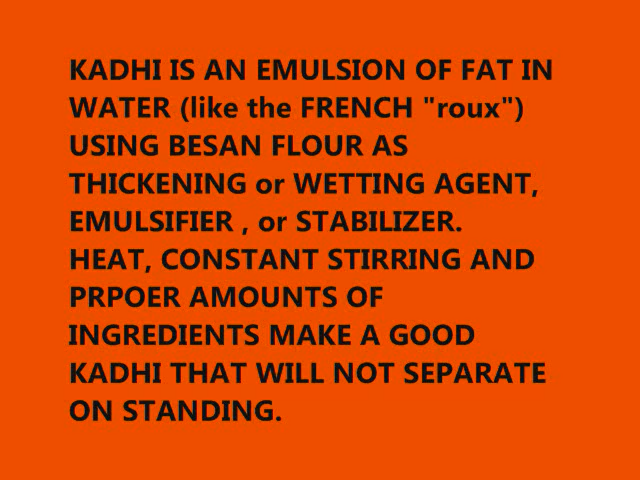 KADHI IS AN EMULSION OF FAT IN
WATER (like the FRENCH "roux")
USING BESAN FLOUR AS
THICKENING or WETTING AGENT,
EMULSIFIER , or STABILIZER.
HEAT, CONSTANT STIRRING AND
PRPOER AMOUNTS OF
INGREDIENTS MAKE A GOOD
KADHI THAT WILL NOT SEPARATE
ON STANDING.